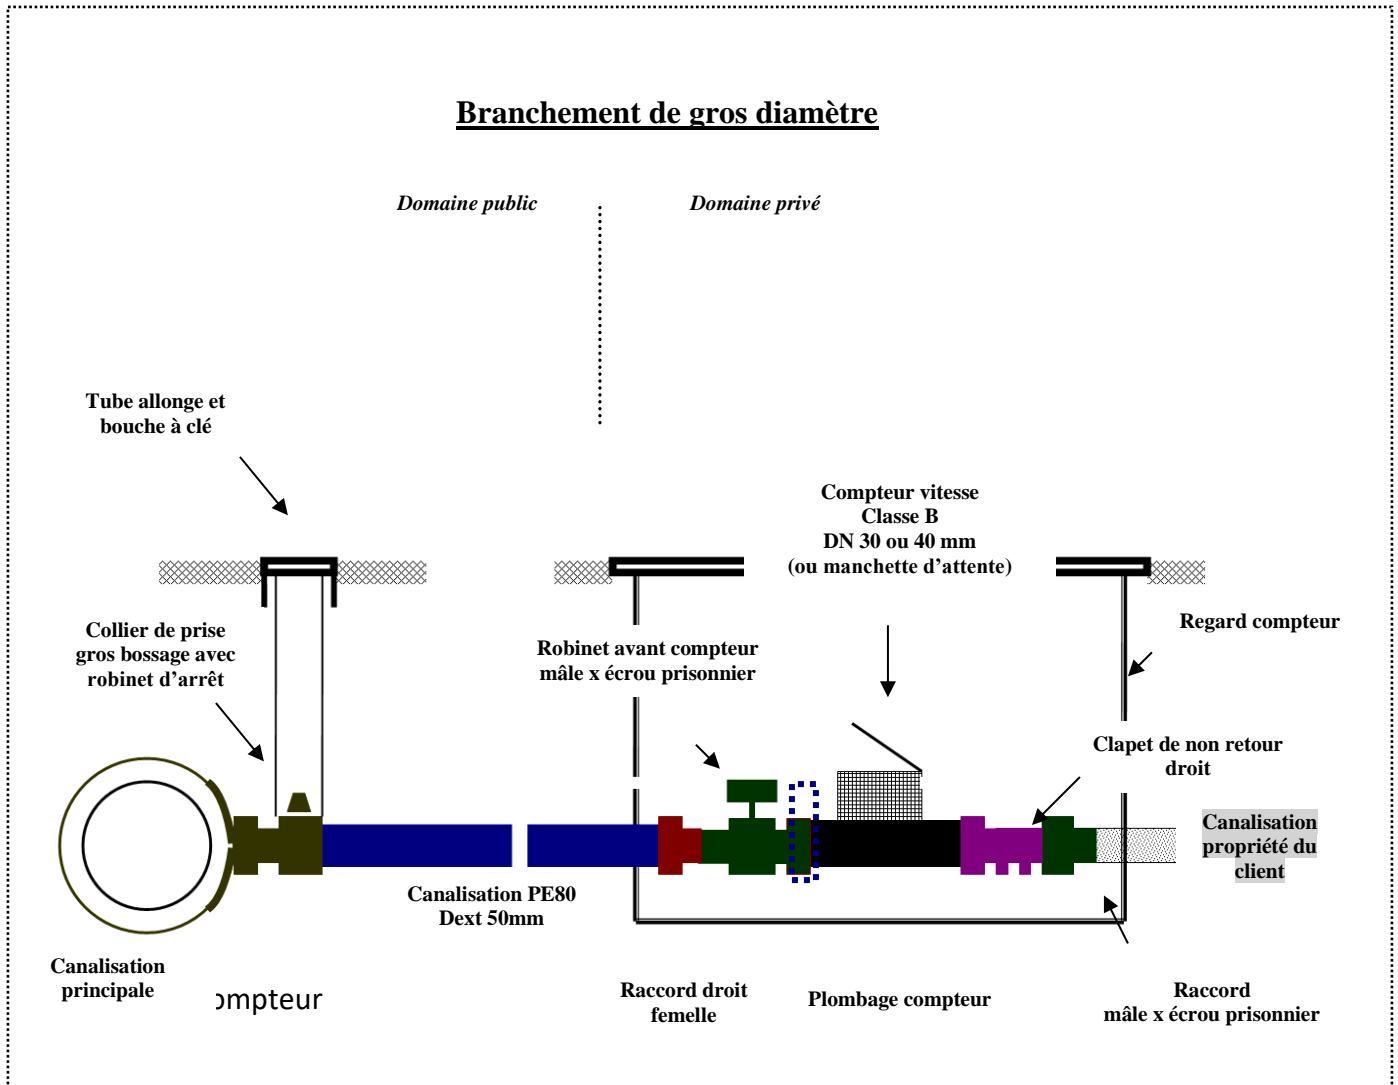 Branchement de gros diamètre
Domaine public
Domaine privé
Tube allonge et
bouche à clé
Compteur vitesse
Classe B
DN 30 ou 40 mm
(ou manchette d’attente)
Collier de prise
gros bossage avec
robinet d’arrêt
Robinet avant compteur
mâle x écrou prisonnier
Regard compteur
Clapet de non retour
droit
Canalisation
propriété du
client
Canalisation PE80
Dext 50mm
Canalisation
principale
ompteur
Raccord droit
femelle
Plombage compteur
Raccord
mâle x écrou prisonnier